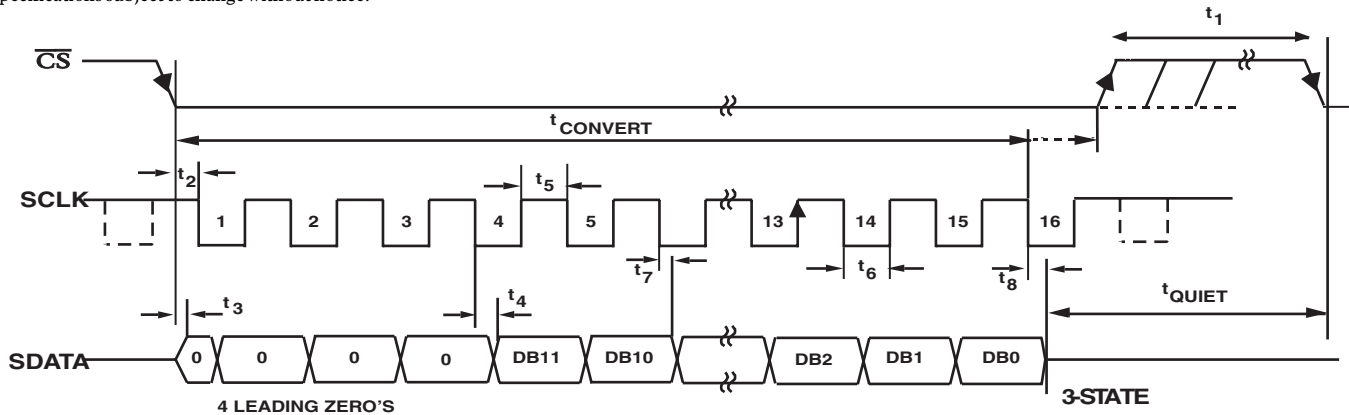 t1
CS
tCONVERT
t2
t5
SCLK
1 2 3 4 5 13 14 15 16
t7
t6
t8
t3
t4
tQUIET
SDATA
0 0 0 0 DB11 DB10 DB2 DB1 DB0
4 LEADING ZERO'S
3-STATE